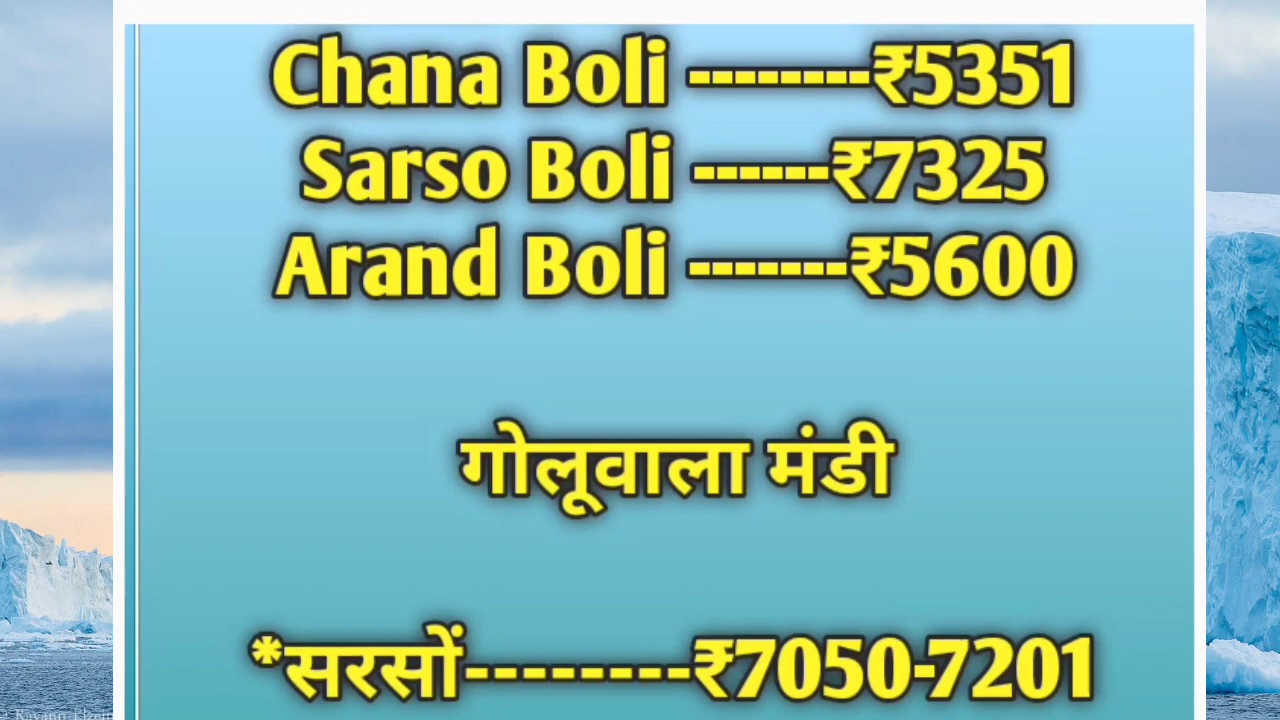 Chana Boli --------₹5351
Sarso Boli ------₹7325
Arand Boli -------₹5600
गोलूवाला मंडी
*सरसों--------₹7050-7201